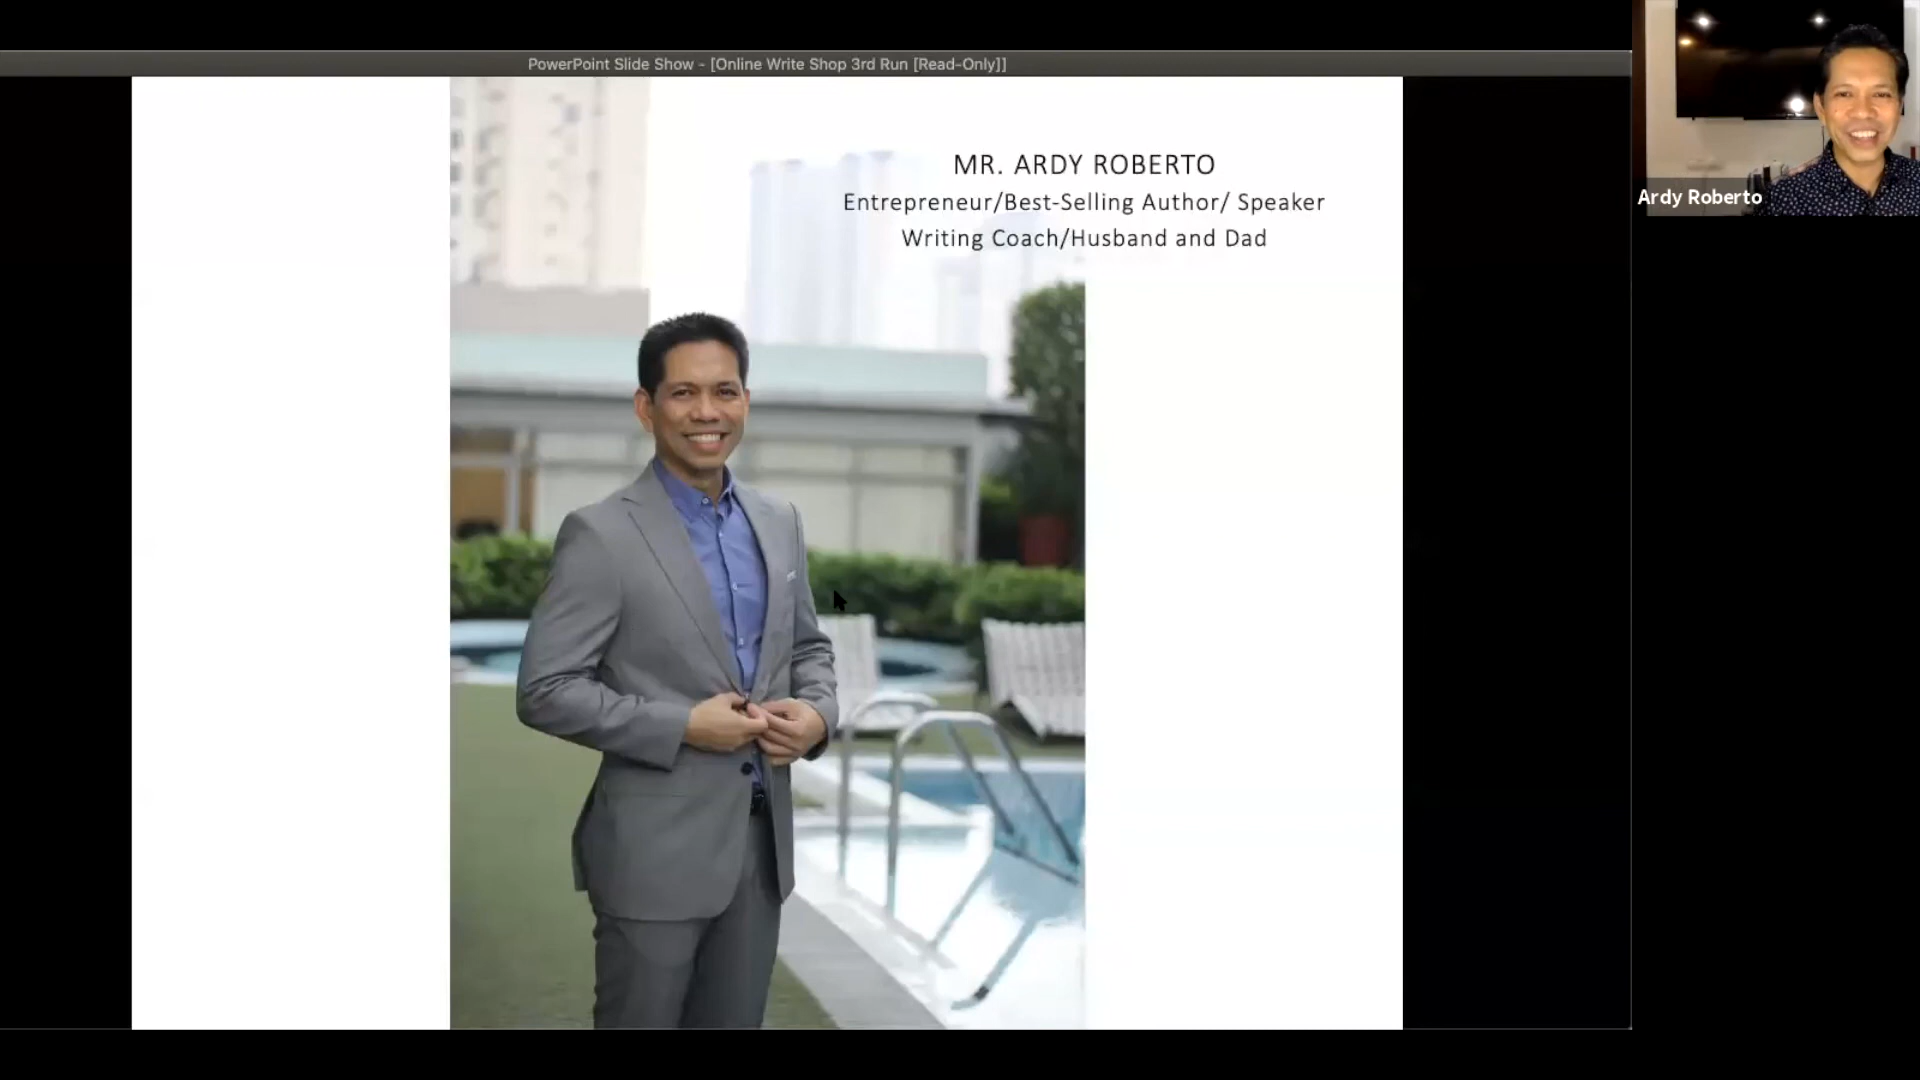 PowerPoint Slide Show - [Online Write Shop 3rd Run [Read-Only]]
MR. ARDY ROBERTO
Entrepreneur/Best-Selling Author/ Speaker
Writing Coach/Husband and Dad
Ardy Roberto